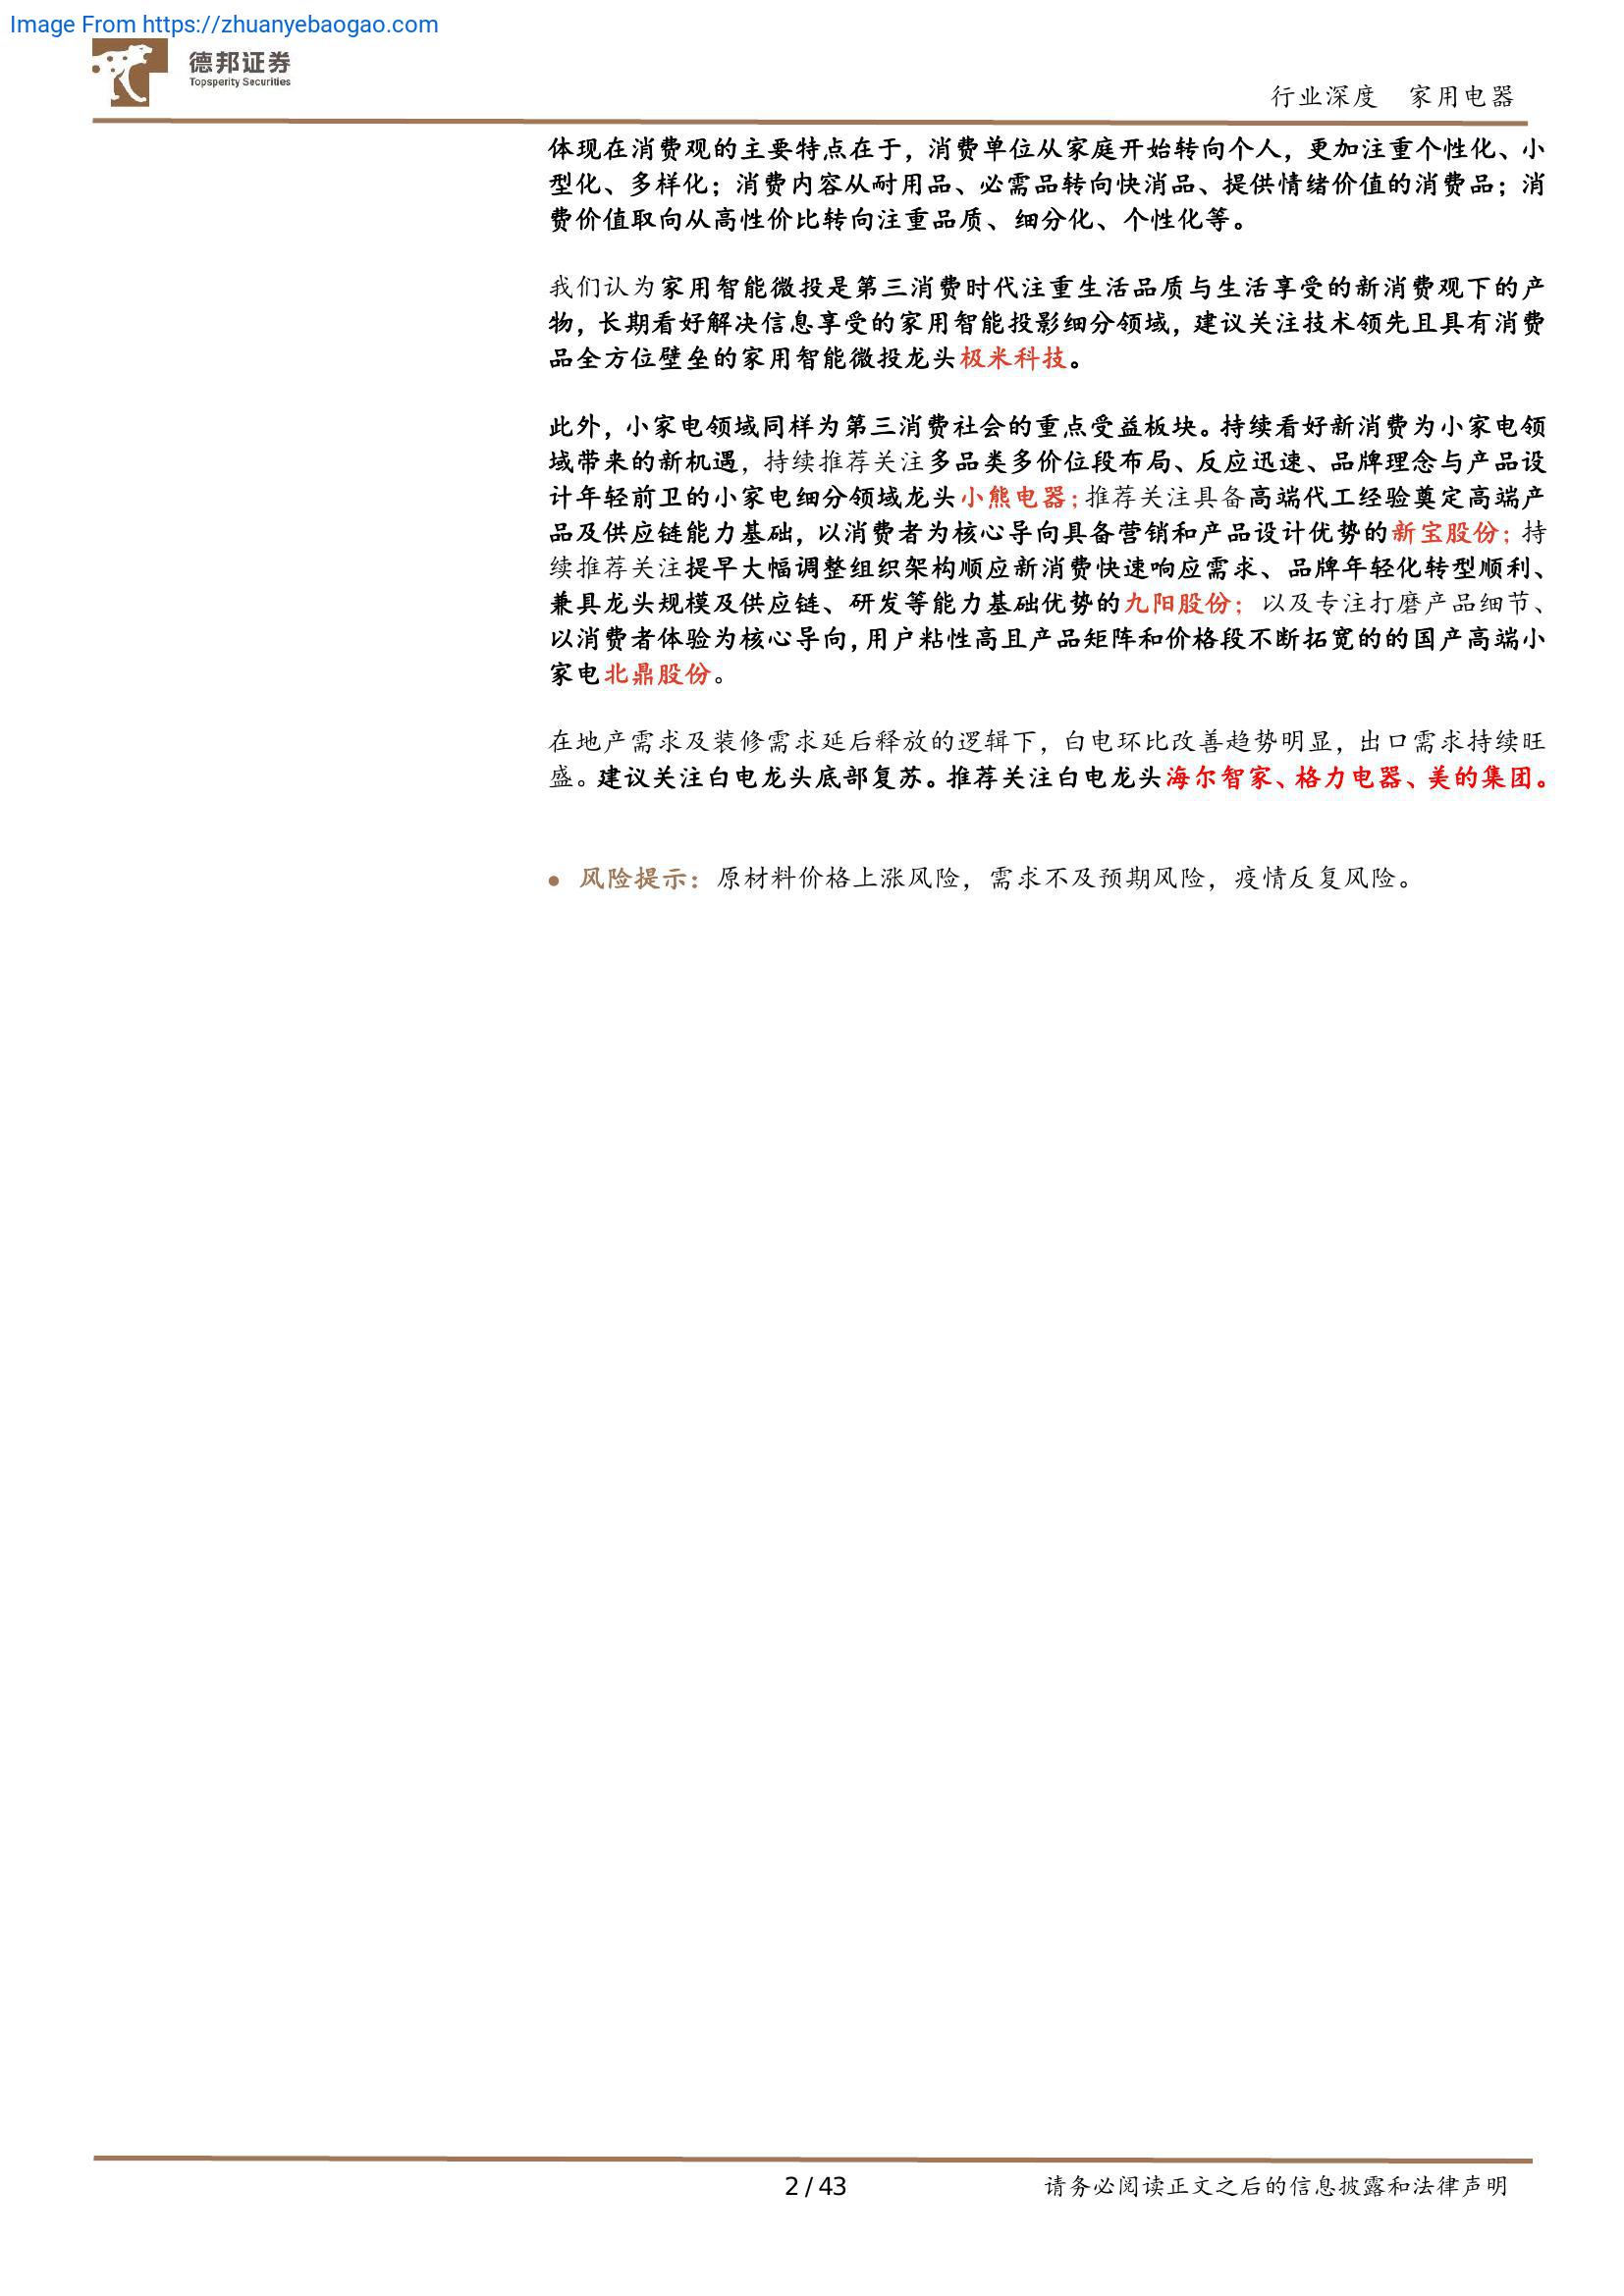 Image From https://zhuanyebaogao.com
德邦证券
Topsperity Securities
行业深度 家用电器
体现在消费观的主要特点在于，消费单位从家庭开始转向个人，更加注重个性化、小
型化、多样化；消费内容从耐用品、必需品转向快消品、提供情绪价值的消费品；消
费价值取向从高性价比转向注重品质、细分化、个性化等。
我们认为家用智能微投是第三消费时代注重生活品质与生活享受的新消费观下的产
物，长期看好解决信息享受的家用智能投影细分领域，建议关注技术领先且具有消费
品全方位壁垒的家用智能微投龙头极米科技。
此外，小家电领域同样为第三消费社会的重点受益板块。持续看好新消费为小家电领
域带来的新机遇，持续推荐关注多品类多价位段布局、反应迅速、品牌理念与产品设
计年轻前卫的小家电细分领域龙头小熊电器；推荐关注具备高端代工经验奠定高端产
品及供应链能力基础，以消费者为核心导向具备营销和产品设计优势的新宝股份；持
续推荐关注提早大幅调整组织架构顺应新消费快速响应需求、品牌年轻化转型顺利、
兼具龙头规模及供应链、研发等能力基础优势的九阳股份；以及专注打磨产品细节、
以消费者体验为核心导向，用户粘性高且产品矩阵和价格段不断拓宽的的国产高端小
家电北鼎股份。
在地产需求及装修需求延后释放的逻辑下，白电环比改善趋势明显，出口需求持续旺
盛。建议关注白电龙头底部复苏。推荐关注白电龙头海尔智家、格力电器、美的集团。
● 风险提示：原材料价格上涨风险，需求不及预期风险，疫情反复风险。
2 / 43
请务必阅读正文之后的信息披露和法律声明